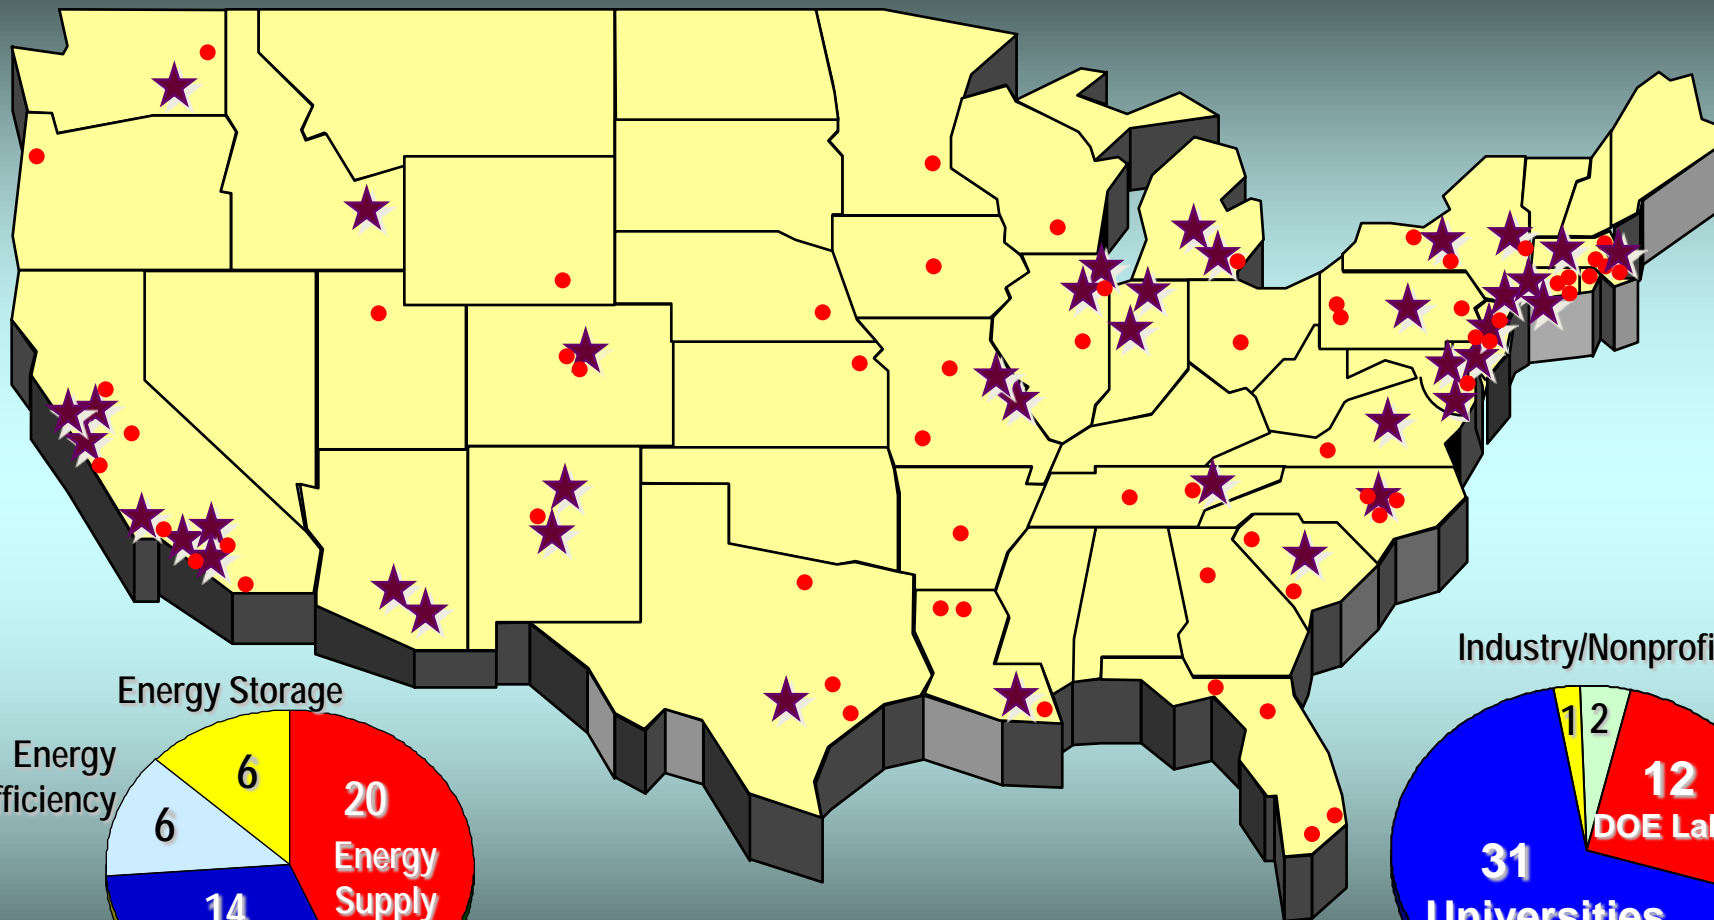 Industry/Nonprofi
Energy Storage
1
2
Energy
fficiency
6
20
12
DOE La
6
Energy
Supply
31
14
Universities